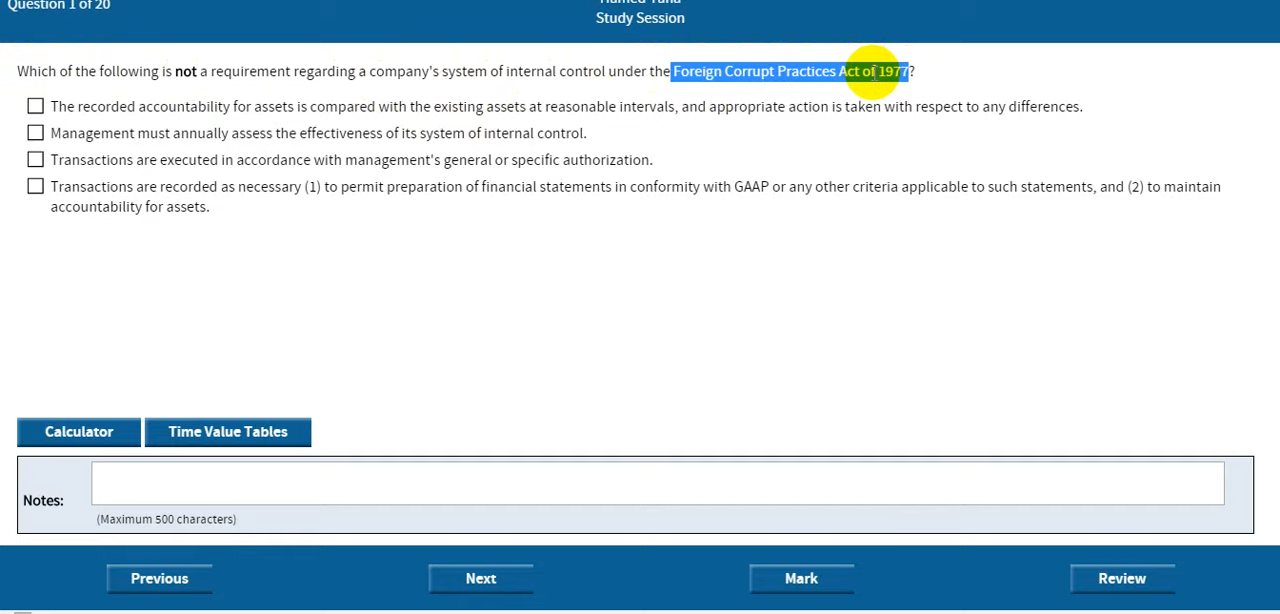 Question 1 of 20
Study Session
Which of the following is not a requirement regarding a company's system of internal control under the Foreign Corrupt Practices Act of 1977?
The recorded accountability for assets is compared with the existing assets at reasonable intervals, and appropriate action is taken with respect to any differences.
Management must annually assess the effectiveness of its system of internal control.
Transactions are executed in accordance with management's general or specific authorization.
Transactions are recorded as necessary (1) to permit preparation of financial statements in conformity with GAAP or any other criteria applicable to such statements, and (2) to maintain
accountability for assets.
Calculator Time Value Tables
Notes:
(Maximum 500 characters)
Previous Next Mark Review